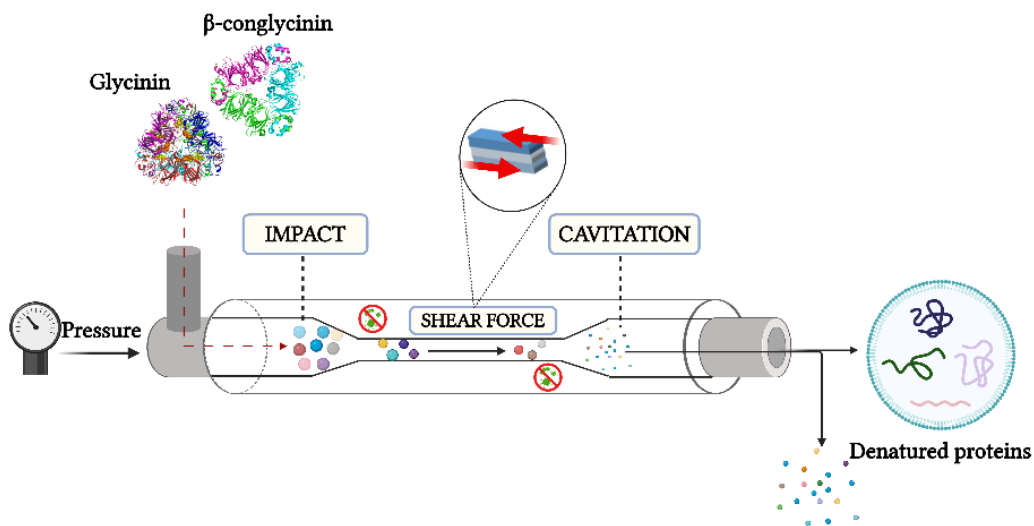 β-conglycinin
Glycinin
IMPACT
CAVITATION
Pressure
SHEAR FORCE
Denatured proteins